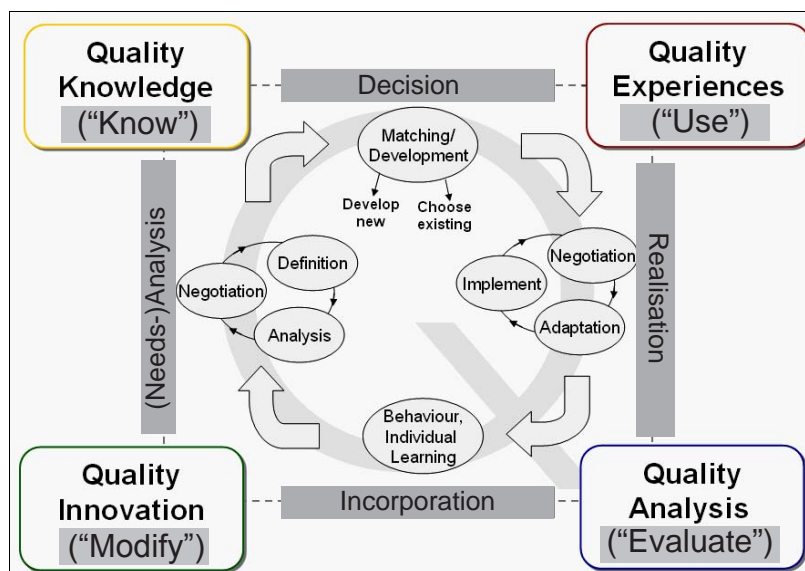 Quality
Knowledge
(“Know”)
Decision
Quality
Experiences
(“Use”)
Matching/
Development
Develop
new
Choose
existing
(Needs-)Analysis
Negotiation
Definition
Analysis
Negotiation
Implement
Adaptation
Realisation
Behaviour,
Individual
Learning
Quality
Innovation
(“Modify”)
Incorporation
Quality
Analysis
(“Evaluate”)